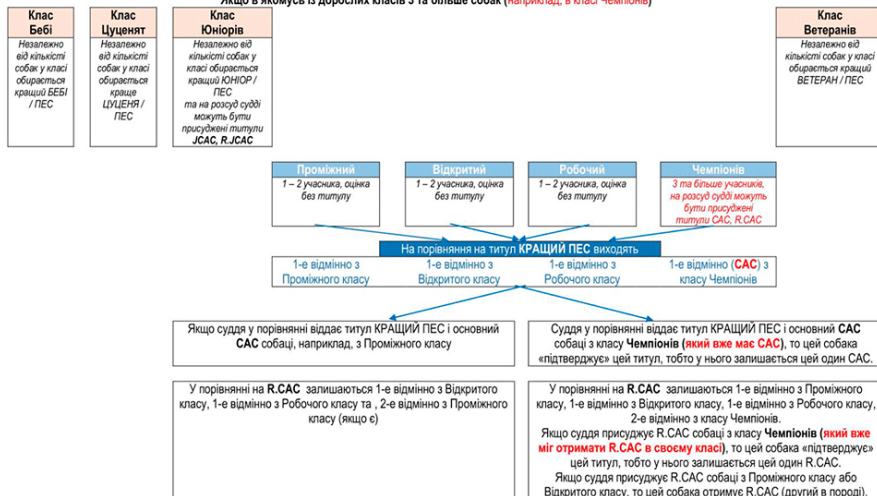 Якщо в якомусь із дорослих класів 3 та більше собак (наприклад, в класі Чемпіонів)
Клас
Бебі
Незалежно
від кількості
собак у класі
обирається
кращий БЕБІ
/ ПЕС
Клас
Цуценят
Незалежно
від кількості
собак у класі
обирається
краще
ЦУЦЕНЯ /
ПЕС
Клас
Юніорів
Незалежно від
кількості собак у
класі обирається
кращий ЮНІОР /
ПЕС
та на розсуд судді
можуть бути
присуджені титули
JCAC, R.JCAC
Клас
Ветеранів
Незалежно від
кількості собак у класі
обирається кращий
ВЕТЕРАН / ПЕС
Проміжний
1 – 2 учасника, оцінка
без титулу
Відкритий
1 – 2 учасника, оцінка
без титулу
Робочий
1 – 2 учасника, оцінка
без титулу
Чемпіонів
3 та більше учасників,
на розсуд судді можуть
бути присуджені
титули САС, R.CAC
На порівняння на титул КРАЩИЙ ПЕС виходять
1-е відмінно з
Проміжного класу
1-е відмінно з
Відкритого класу
1-е відмінно з
Робочого класу
1-е відмінно (САС) з
класу Чемпіонів
Якщо суддя у порівнянні віддає титул КРАЩИЙ ПЕС і основний
САС собаці, наприклад, з Проміжного класу
Суддя у порівнянні віддає титул КРАЩИЙ ПЕС і основний САС
собаці з класу Чемпіонів (який вже має САС), то цей собака
«підтверджує» цей титул, тобто у нього залишається цей один САС.
У порівнянні на R.CAC залишаються 1-е відмінно з Відкритого
класу, 1-е відмінно з Робочого класу та , 2-е відмінно з Проміжного
класу (якщо є)
У порівнянні на R.CAC залишаються 1-е відмінно з Проміжного
класу, 1-е відмінно з Відкритого класу, 1-е відмінно з Робочого класу,
2-е відмінно з класу Чемпіонів.
Якщо суддя присуджує R.CAC собаці з класу Чемпіонів (який вже
міг отримати R.CAC в своєму класі), то цей собака «підтверджує»
цей титул, тобто у нього залишається цей один R.CAC.
Якщо суддя присуджує R.CAC собаці з Проміжного класу або
Відкритого класу, то цей собака отримує R.CAC (другий в породі).